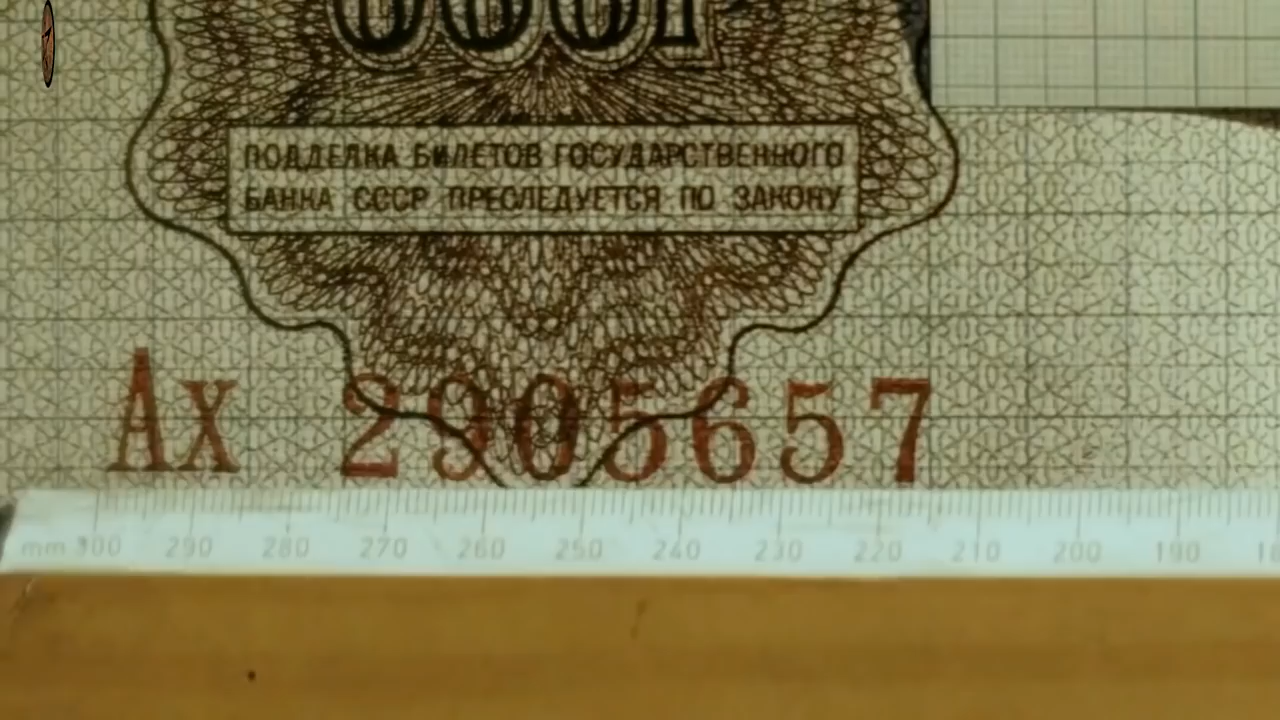 ПОДДЕЛКА БИЛЕТОВ ГОСУДАРСТВЕННОГО
БАНКА СССР ПРЕСЛЕДУЕТСЯ ПО ЗАКОНУ
Ах 2905657
mm 300 290 280 270 260 250 240 230 220 210 200 190